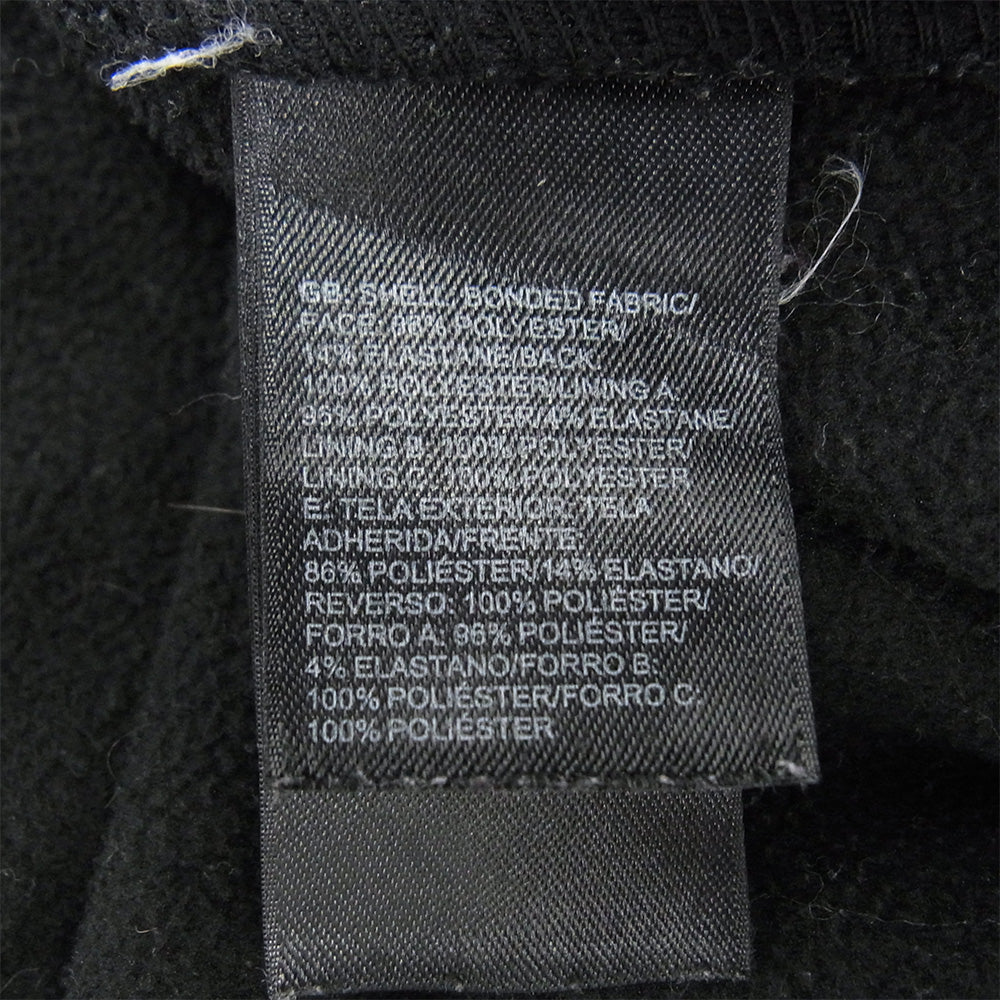 GB: SHELL: BONDED FABRIC/
FACE: 86% POLYESTER/
14% ELASTANE/BACK:
100% POLYESTER/LINING A:
96% POLYESTER/4% ELASTANE/
LINING B: 100% POLYESTER/
LINING C: 100% POLYESTER
E: TELA EXTERIOR: TELA
ADHERIDA/FRENTE:
86% POLIÉSTER/14% ELASTANO/
REVERSO: 100% POLIÉSTER/
FORRO A: 96% POLIÉSTER/
4% ELASTANO/FORRO B:
100% POLIÉSTER/FORRO C:
100% POLIÉSTER